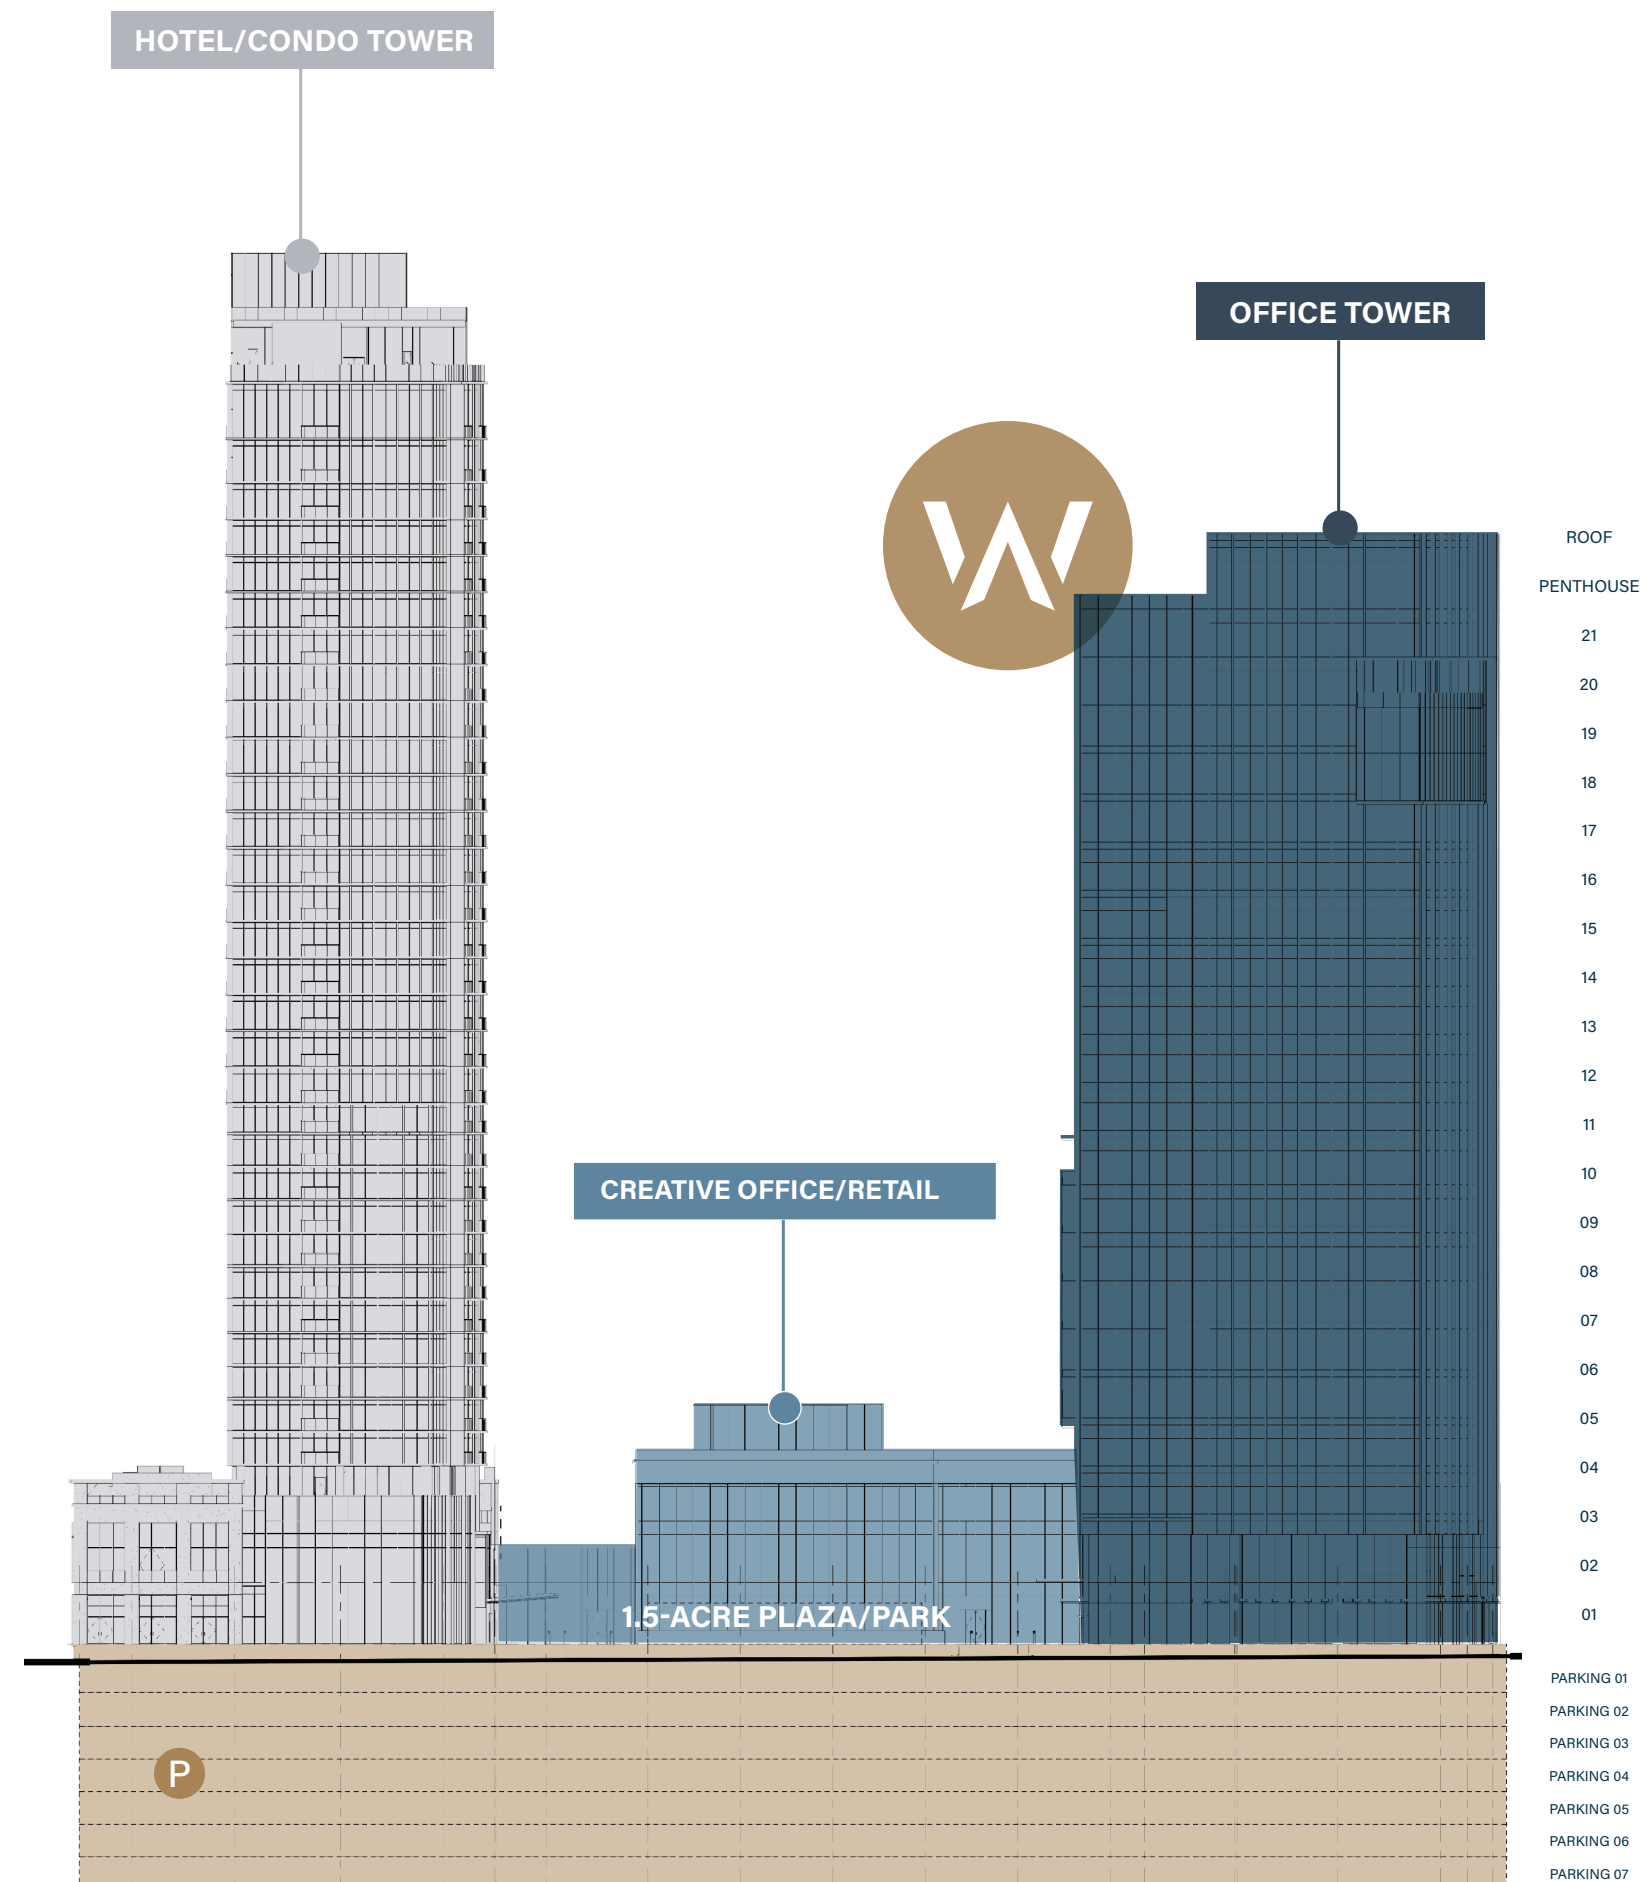 HOTEL/CONDO TOWER
OFFICE TOWER
W
ROOF
PENTHOUSE
21
20
19
18
17
16
15
14
13
12
11
CREATIVE OFFICE/RETAIL
10
09
08
07
06
05
04
03
02
1.5-ACRE PLAZA/PARK
01
PARKING 01
PARKING 02
PARKING 03
P
PARKING 04
PARKING 05
PARKING 06
PARKING 07